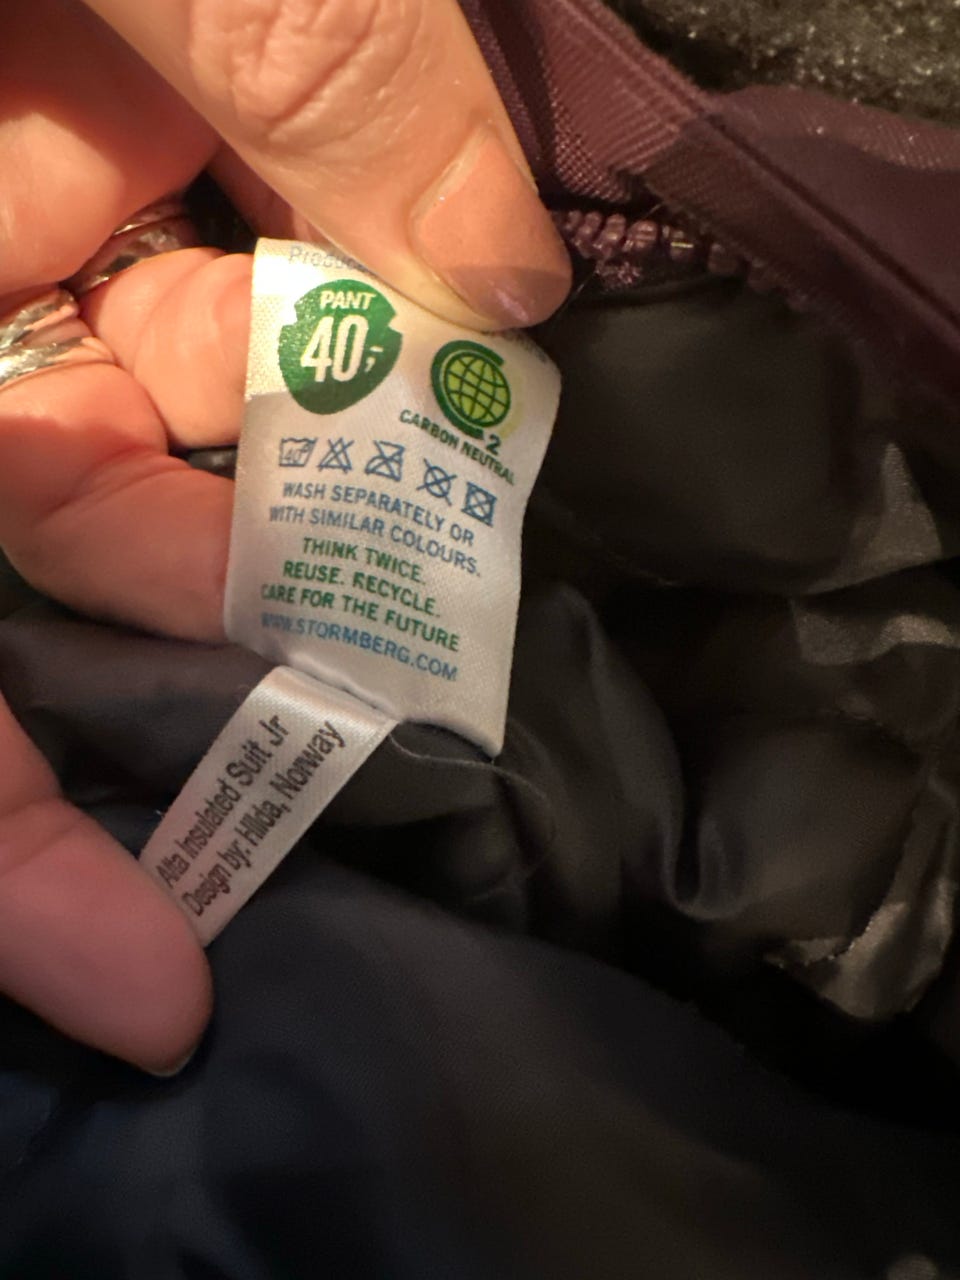 PANT
40,-
CARBON NEUTRAL
2
40°
WASH SEPARATELY OR
WITH SIMILAR COLOURS.
THINK TWICE.
REUSE. RECYCLE.
CARE FOR THE FUTURE
WWW.STORMBERG.COM
Alta Insulated Suit Jr
Design by: Hilda, Norway